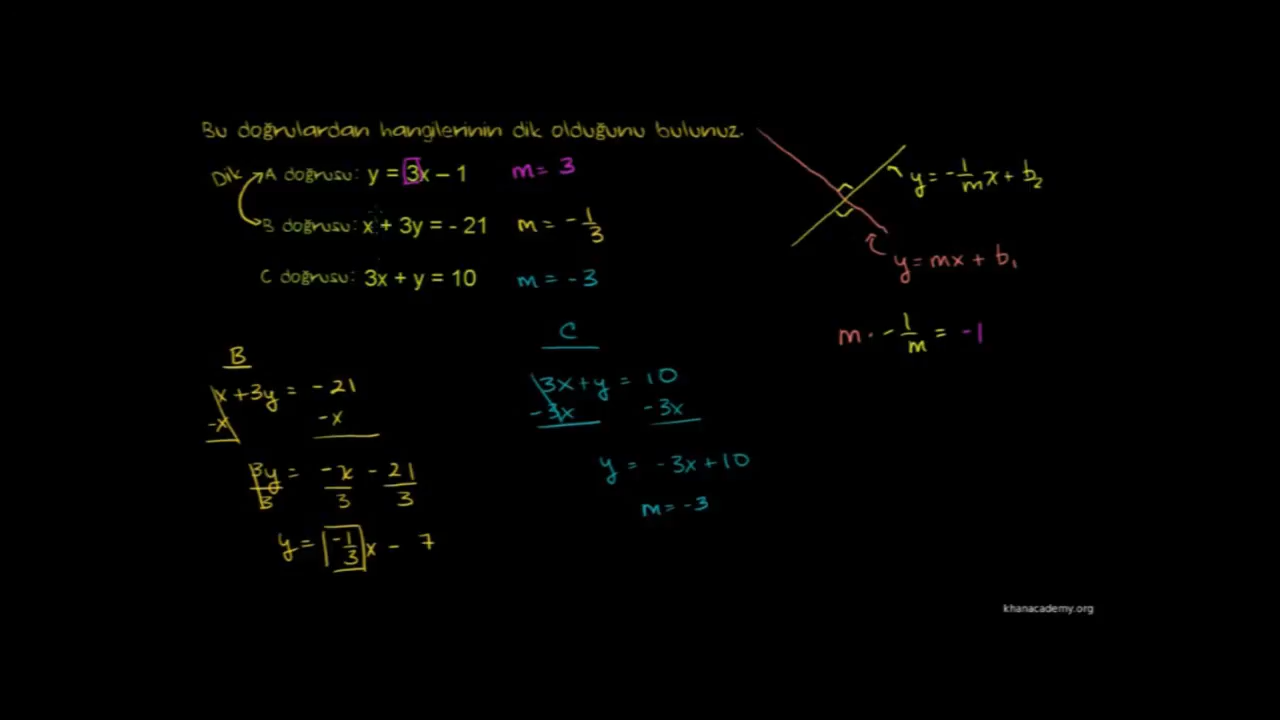 Bu doğrulardan hangilerinin dik olduğunu bulunuz.
Dik
A doğrusu: y = 3x – 1 m = 3
B doğrusu: x + 3y = - 21 m = -1/3
C doğrusu: 3x + y = 10 m = -3
y = -1/m x + b₂
y = mx + b₁
m · -1/m = -1
B
x + 3y = -21
-x -x
3y/3 = -x/3 - 21/3
y = -1/3 x - 7
C
3x + y = 10
-3x -3x
y = -3x + 10
m = -3
khanacademy.org